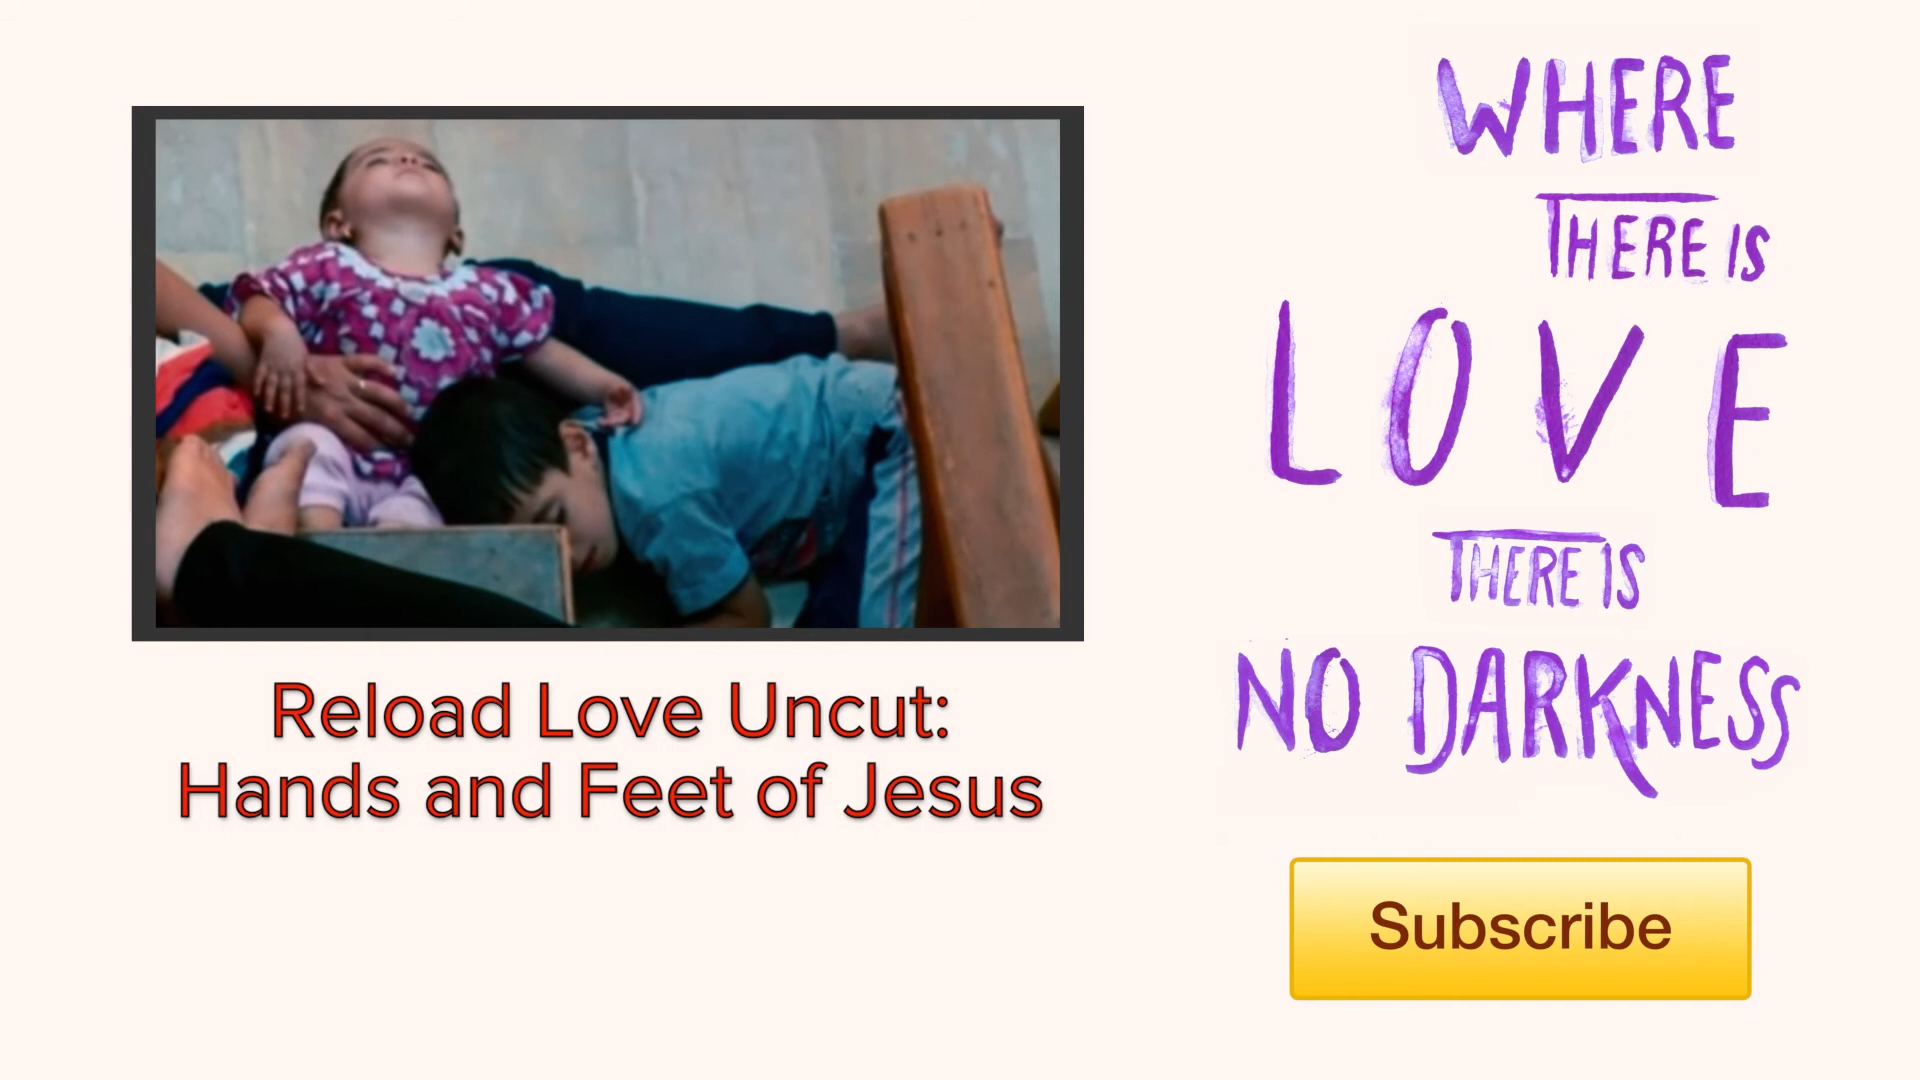 Reload Love Uncut:
Hands and Feet of Jesus
WHERE
THERE IS
LOVE
THERE IS
NO DARKNESS
Subscribe